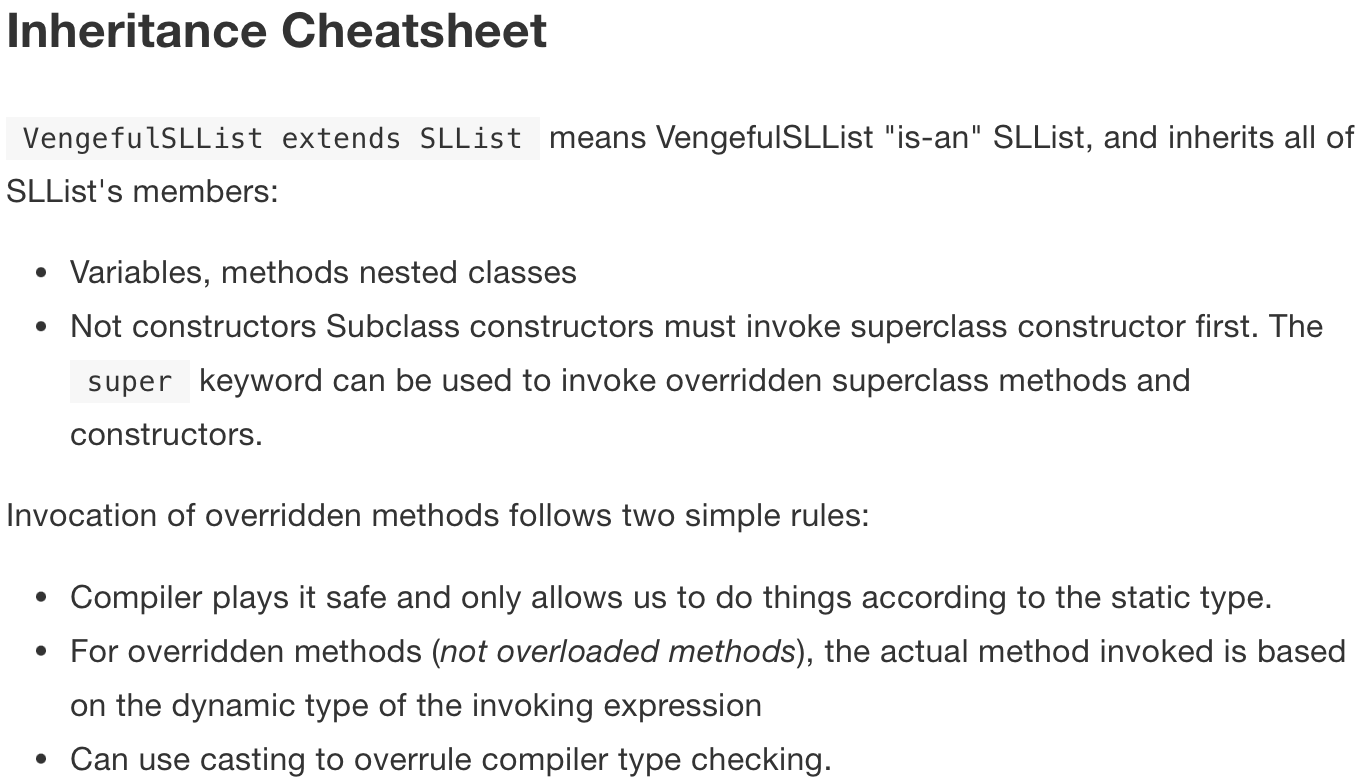 Inheritance Cheatsheet
VengefulSLList extends SLList means VengefulSLList "is-an" SLList, and inherits all of
SLList's members:
• Variables, methods nested classes
• Not constructors Subclass constructors must invoke superclass constructor first. The
super keyword can be used to invoke overridden superclass methods and
constructors.
Invocation of overridden methods follows two simple rules:
• Compiler plays it safe and only allows us to do things according to the static type.
• For overridden methods (not overloaded methods), the actual method invoked is based
on the dynamic type of the invoking expression
• Can use casting to overrule compiler type checking.